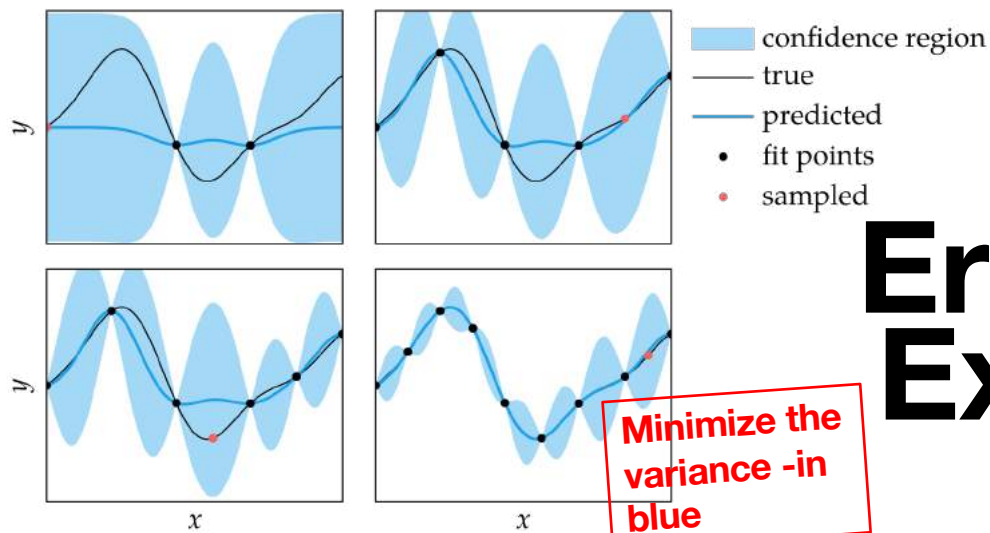 y
confidence region
true
predicted
fit points
sampled
Er
Ex
y
Minimize the
variance -in
blue
x
x